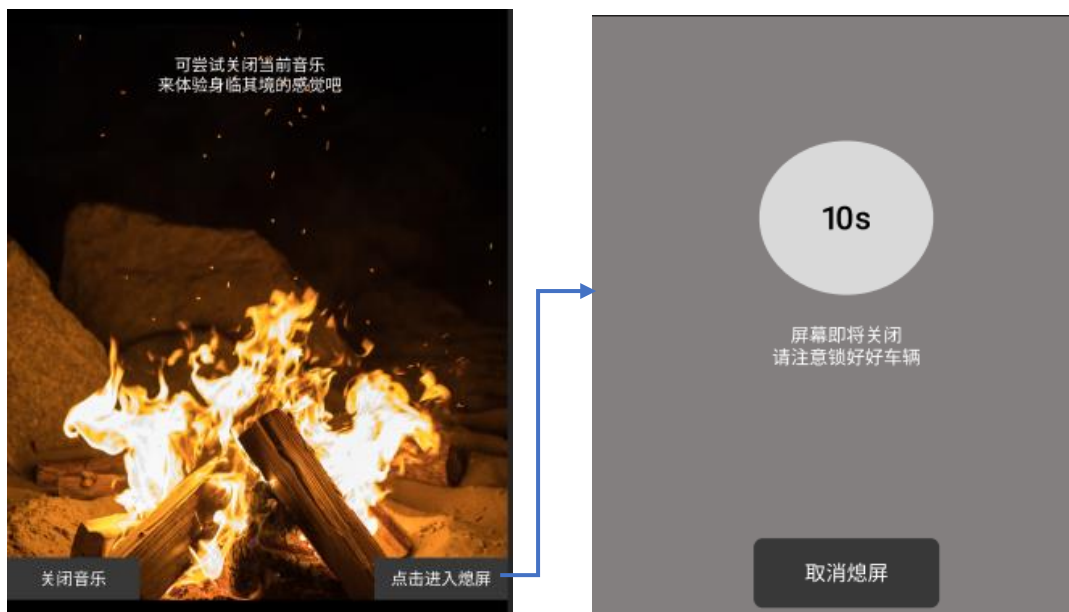 可尝试关闭当前音乐
来体验身临其境的感觉吧
关闭音乐
点击进入熄屏
10s
屏幕即将关闭
请注意锁好好车辆
取消熄屏